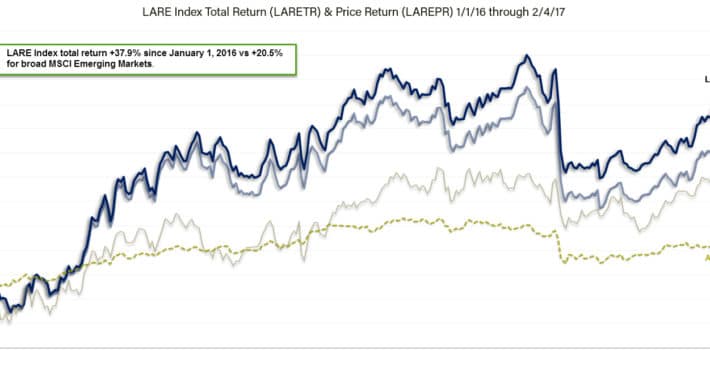 LARE Index Total Return (LARETR) & Price Return (LAREPR) 1/1/16 through 2/4/17
LARE Index total return +37.9% since January 1, 2016 vs +20.5%
for broad MSCI Emerging Markets.
L